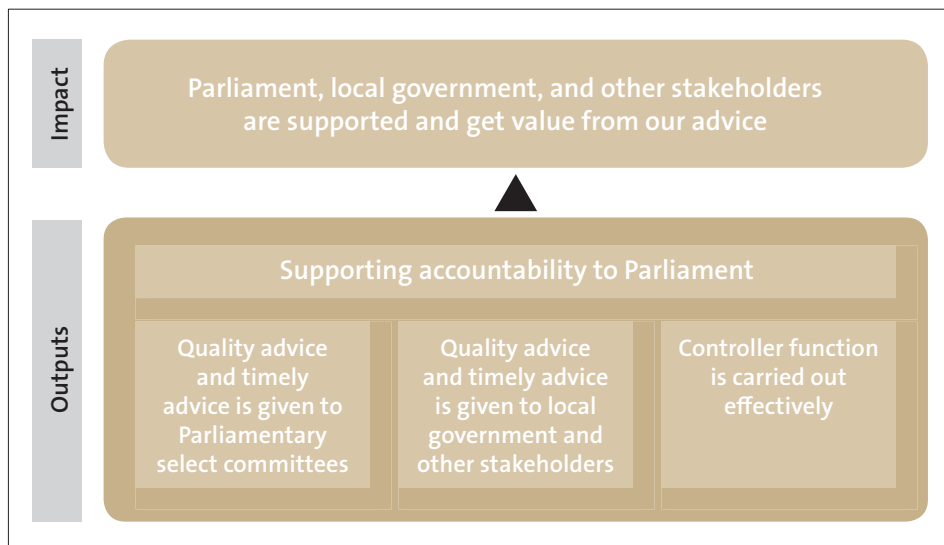 Impact
Parliament, local government, and other stakeholders
are supported and get value from our advice
Outputs
Supporting accountability to Parliament
Quality advice
and timely
advice is given to
Parliamentary
select committees
Quality advice
and timely advice
is given to local
government and
other stakeholders
Controller function
is carried out
effectively